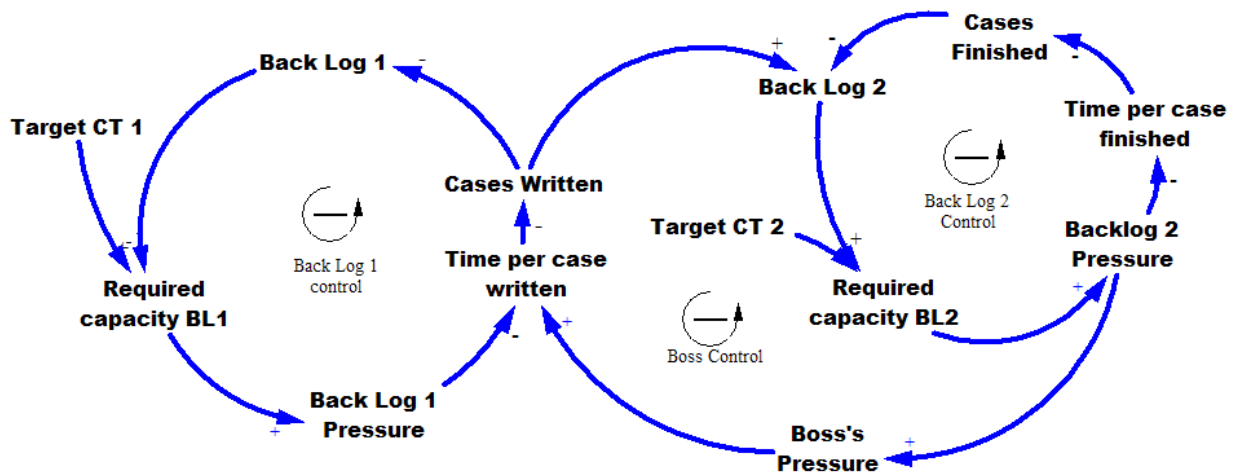 Cases
Finished
Back Log 1
Back Log 2
Target CT 1
Time per case
finished
Cases Written
Back Log 2
Control
Target CT 2
Backlog 2
Pressure
Back Log 1
control
Time per case
written
Required
capacity BL1
Required
capacity BL2
Boss Control
Back Log 1
Pressure
Boss's
Pressure